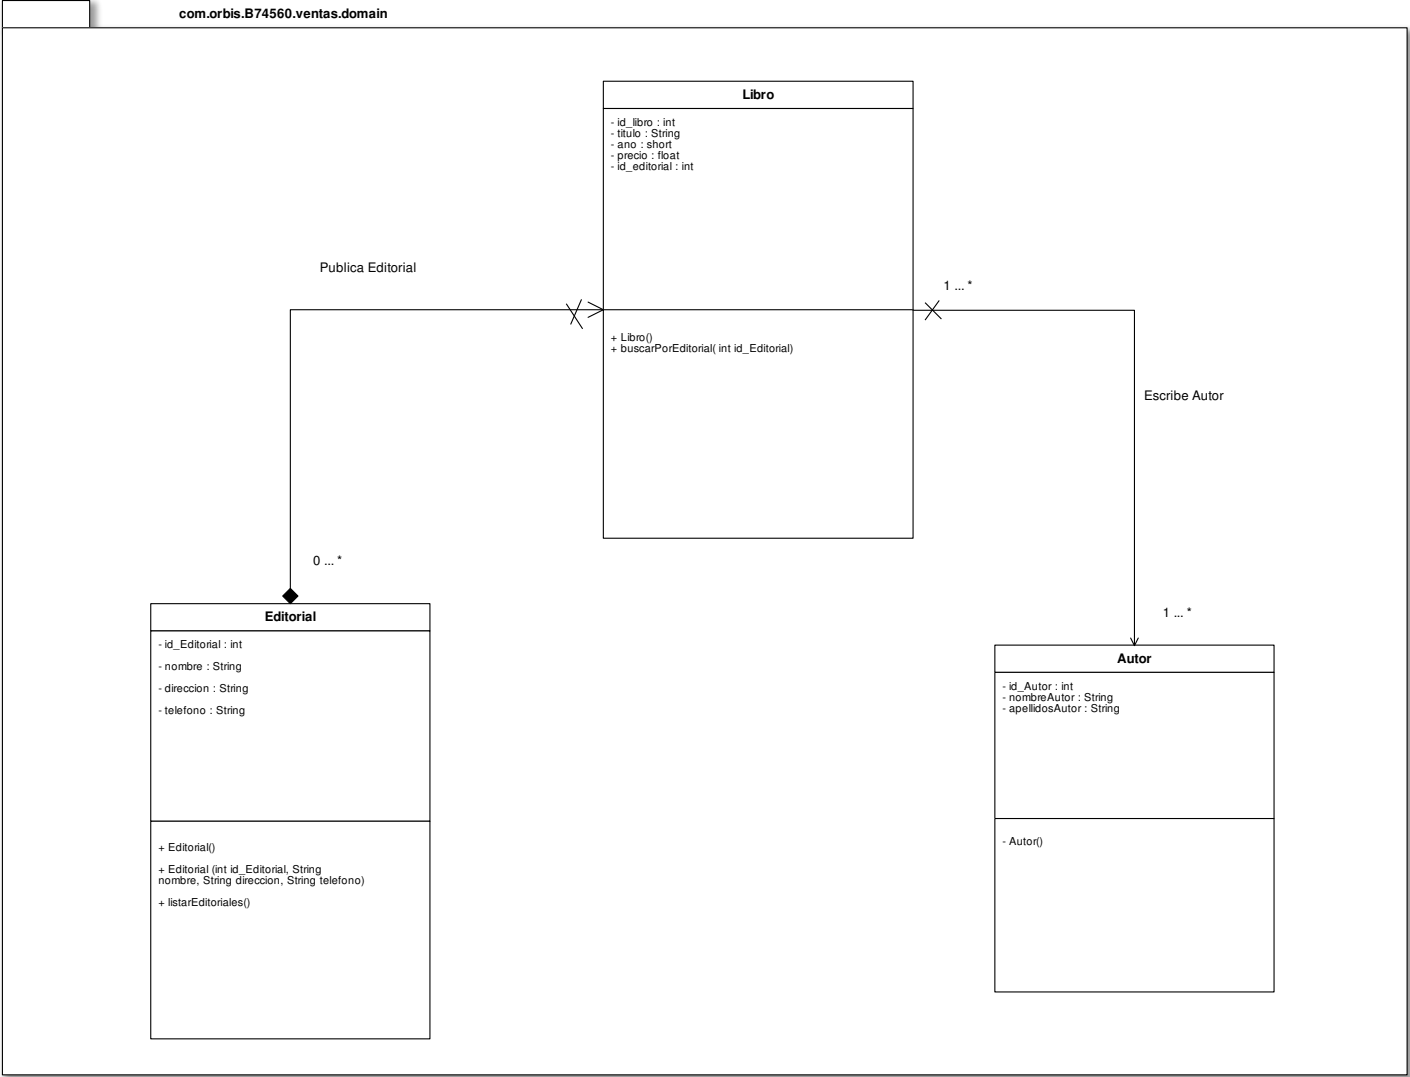 com.orbis.B74560.ventas.domain
Libro
- id_libro : int
- titulo : String
- ano : short
- precio : float
- id_editorial : int
+ Libro()
+ buscarPorEditorial( int id_Editorial)
Publica Editorial
0 ... *
1 ... *
Escribe Autor
1 ... *
Editorial
- id_Editorial : int
- nombre : String
- direccion : String
- telefono : String
+ Editorial()
+ Editorial (int id_Editorial, String
nombre, String direccion, String telefono)
+ listarEditoriales()
Autor
- id_Autor : int
- nombreAutor : String
- apellidosAutor : String
- Autor()